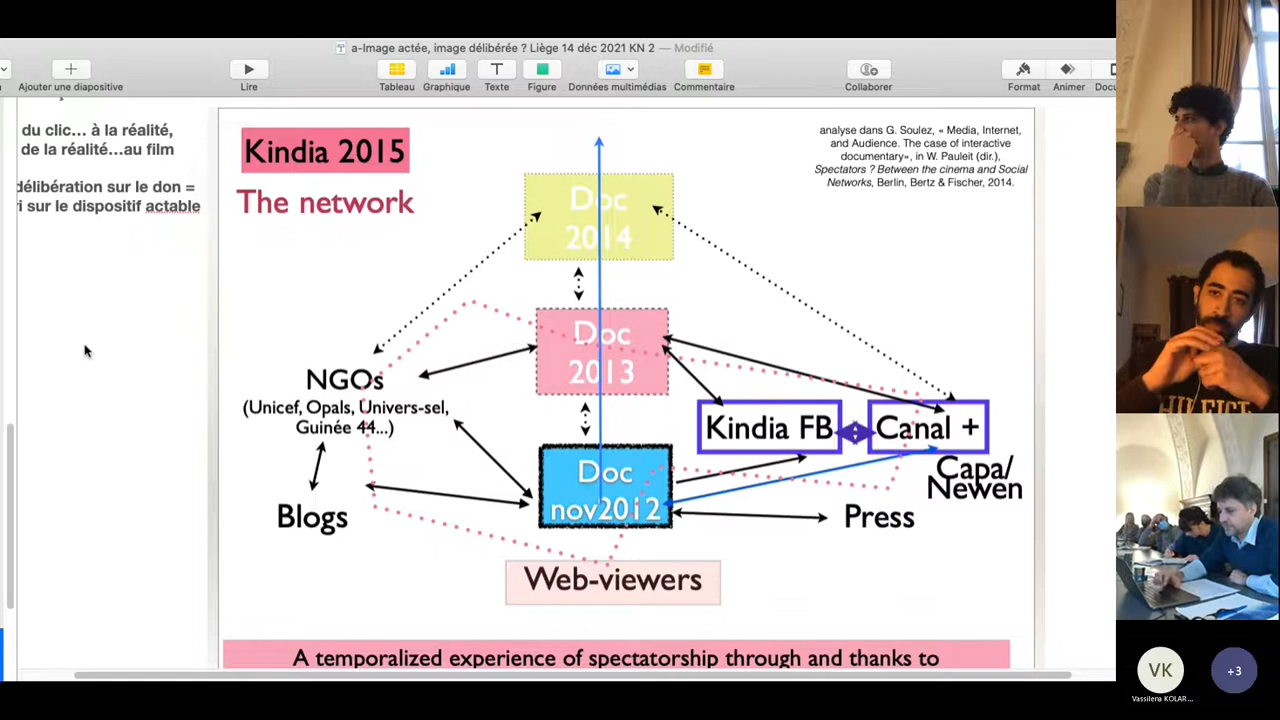 a-Image actée, image délibérée ? Liège 14 déc 2021 KN 2 — Modifié
Ajouter une diapositive
Lire
Tableau
Graphique
Texte
Figure
Données multimédias
Commentaire
Collaborer
Format
Animer
Docu
du clic… à la réalité,
de la réalité…au film
délibération sur le don =
i sur le dispositif actable
Kindia 2015
The network
analyse dans G. Soulez, « Media, Internet,
and Audience. The case of interactive
documentary», in W. Pauleit (dir.),
Spectators ? Between the cinema and Social
Networks, Berlin, Bertz & Fischer, 2014.
Doc
2014
Doc
2013
NGOs
(Unicef, Opals, Univers-sel,
Guinée 44...)
Kindia FB
Canal +
Capa/
Newen
Doc
nov2012
Blogs
Press
Web-viewers
A temporalized experience of spectatorship through and thanks to
VK
Vassilena KOLAR...
+3